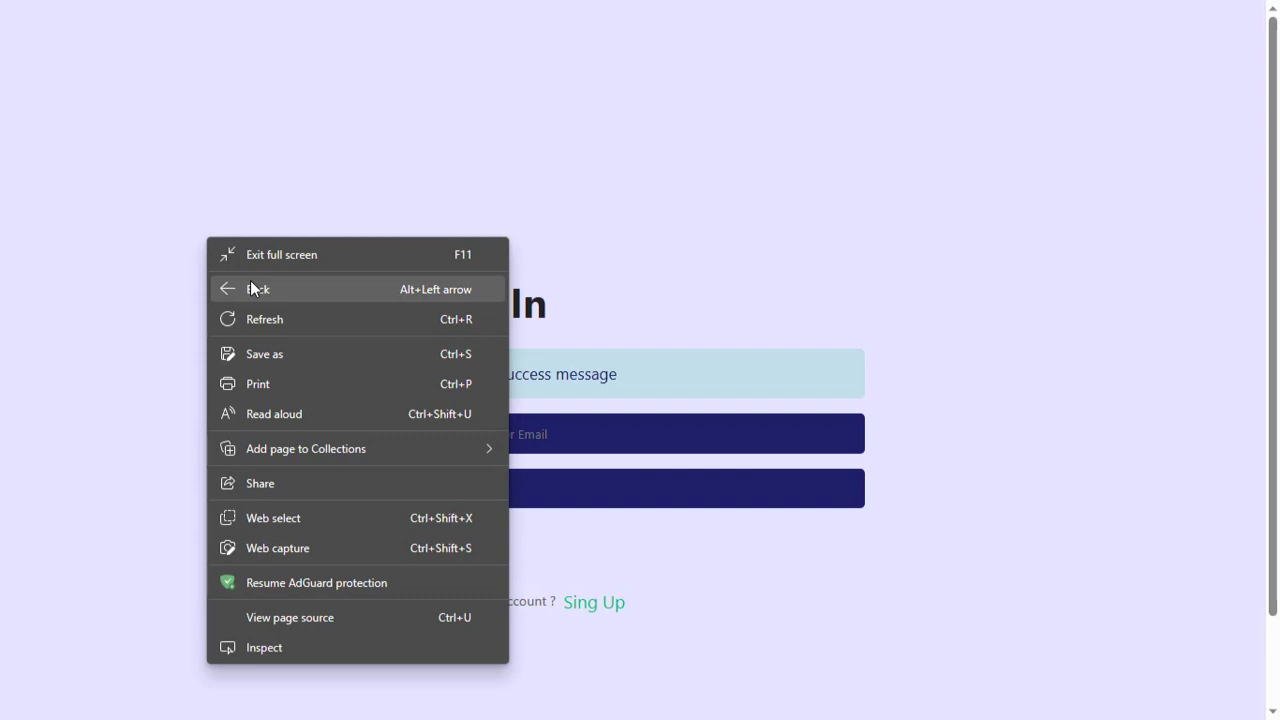 Exit full screen F11
Back Alt+Left arrow
Refresh Ctrl+R
Save as Ctrl+S
Print Ctrl+P
Read aloud Ctrl+Shift+U
Add page to Collections
Share
Web select Ctrl+Shift+X
Web capture Ctrl+Shift+S
Resume AdGuard protection
View page source Ctrl+U
Inspect
In
uccess message
r Email
ccount ? Sing Up